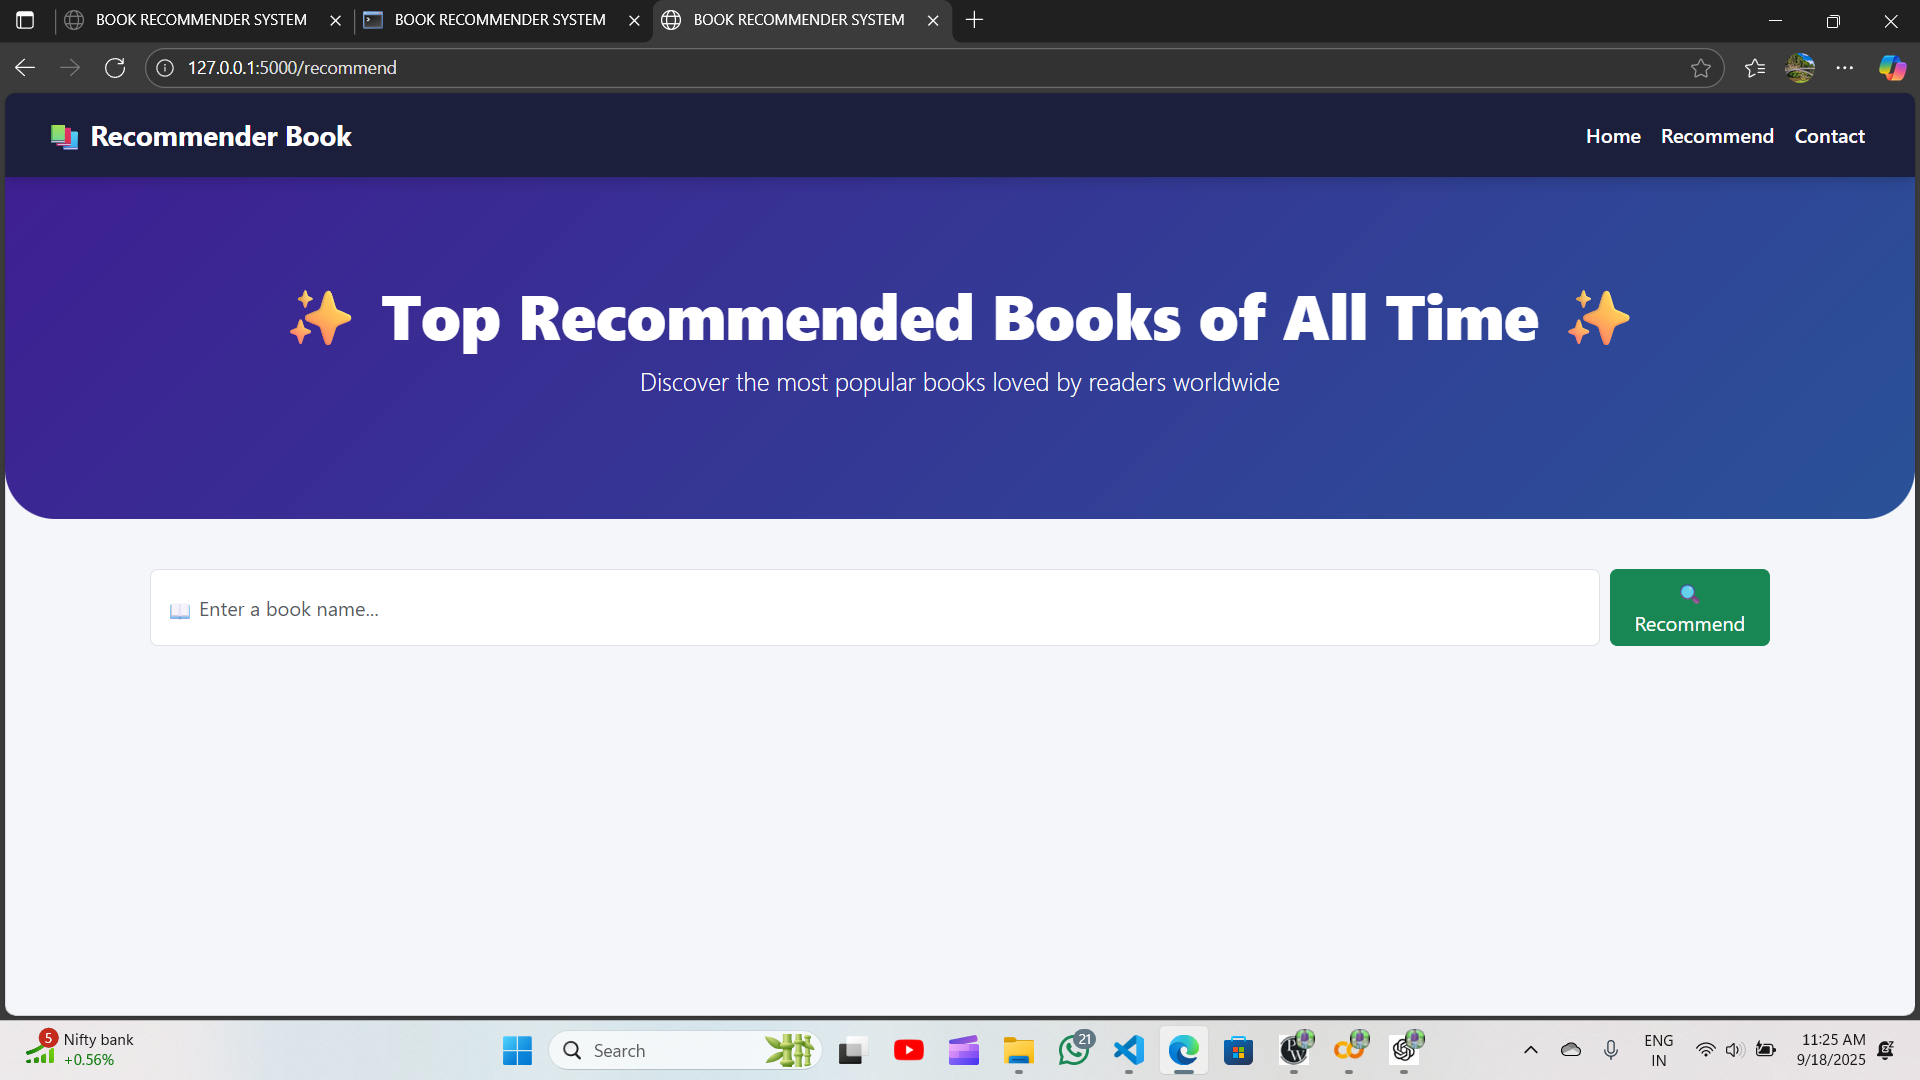 BOOK RECOMMENDER SYSTEM
BOOK RECOMMENDER SYSTEM
BOOK RECOMMENDER SYSTEM
127.0.0.1:5000/recommend
Recommender Book
Home Recommend Contact
Top Recommended Books of All Time
Discover the most popular books loved by readers worldwide
Enter a book name...
Recommend
5
Nifty bank
+0.56%
Search
21
ENG
IN
11:25 AM
9/18/2025